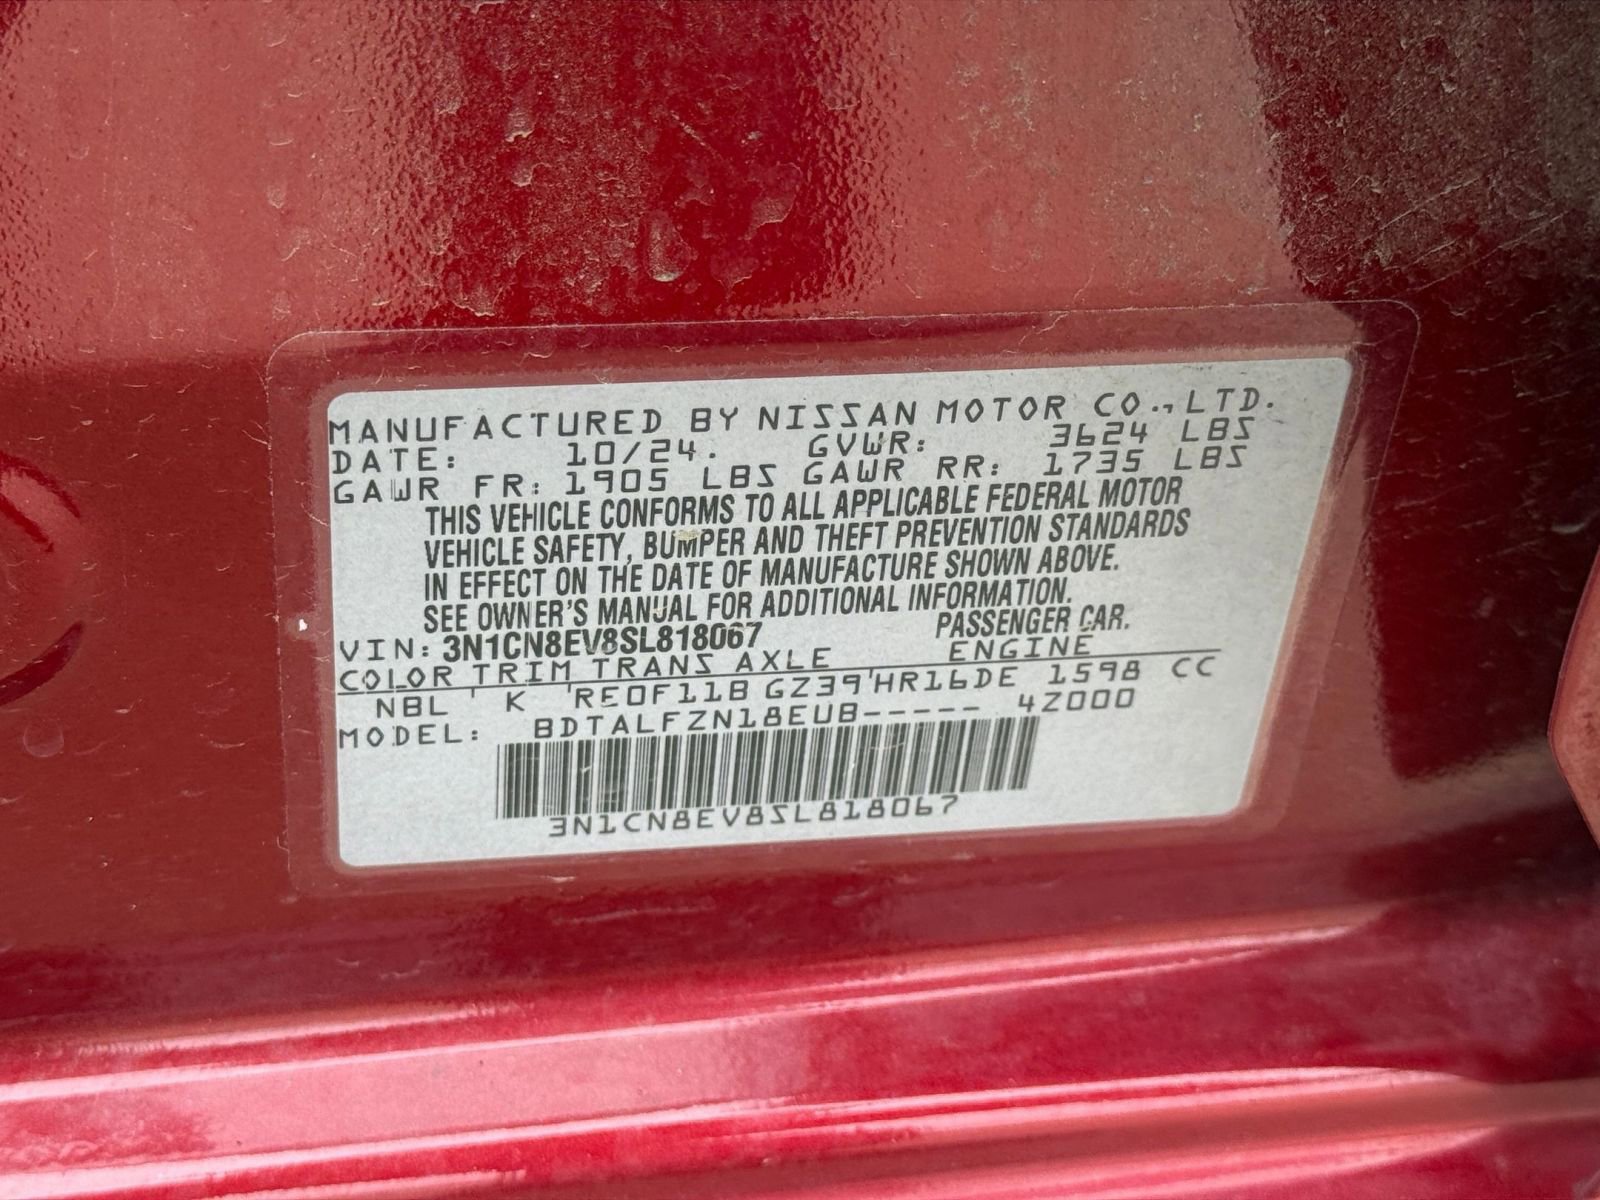 MANUFACTURED BY NISSAN MOTOR CO.,LTD.
DATE: 10/24. GVWR: 3624 LBS
GAWR FR: 1905 LBS GAWR RR: 1735 LBS
THIS VEHICLE CONFORMS TO ALL APPLICABLE FEDERAL MOTOR
VEHICLE SAFETY, BUMPER AND THEFT PREVENTION STANDARDS
IN EFFECT ON THE DATE OF MANUFACTURE SHOWN ABOVE.
SEE OWNER'S MANUAL FOR ADDITIONAL INFORMATION.
VIN: 3N1CN8EV8SL818067 PASSENGER CAR.
COLOR TRIM TRANS AXLE ENGINE
NBL K RE0F11B GZ39 HR16DE 1598 CC
MODEL: BDTALFZN18EUB----- 4Z000
3N1CN8EV8SL818067